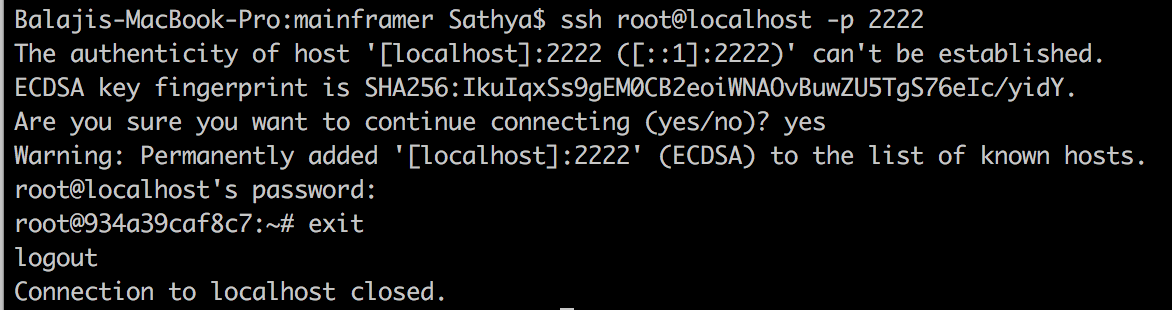 Balajis-MacBook-Pro:mainframer Sathya$ ssh root@localhost -p 2222
The authenticity of host '[localhost]:2222 ([::1]:2222)' can't be established.
ECDSA key fingerprint is SHA256:IkuIqxSs9gEM0CB2eoiWNAOvBuwZU5TgS76eIc/yidY.
Are you sure you want to continue connecting (yes/no)? yes
Warning: Permanently added '[localhost]:2222' (ECDSA) to the list of known hosts.
root@localhost's password:
root@934a39caf8c7:~# exit
logout
Connection to localhost closed.